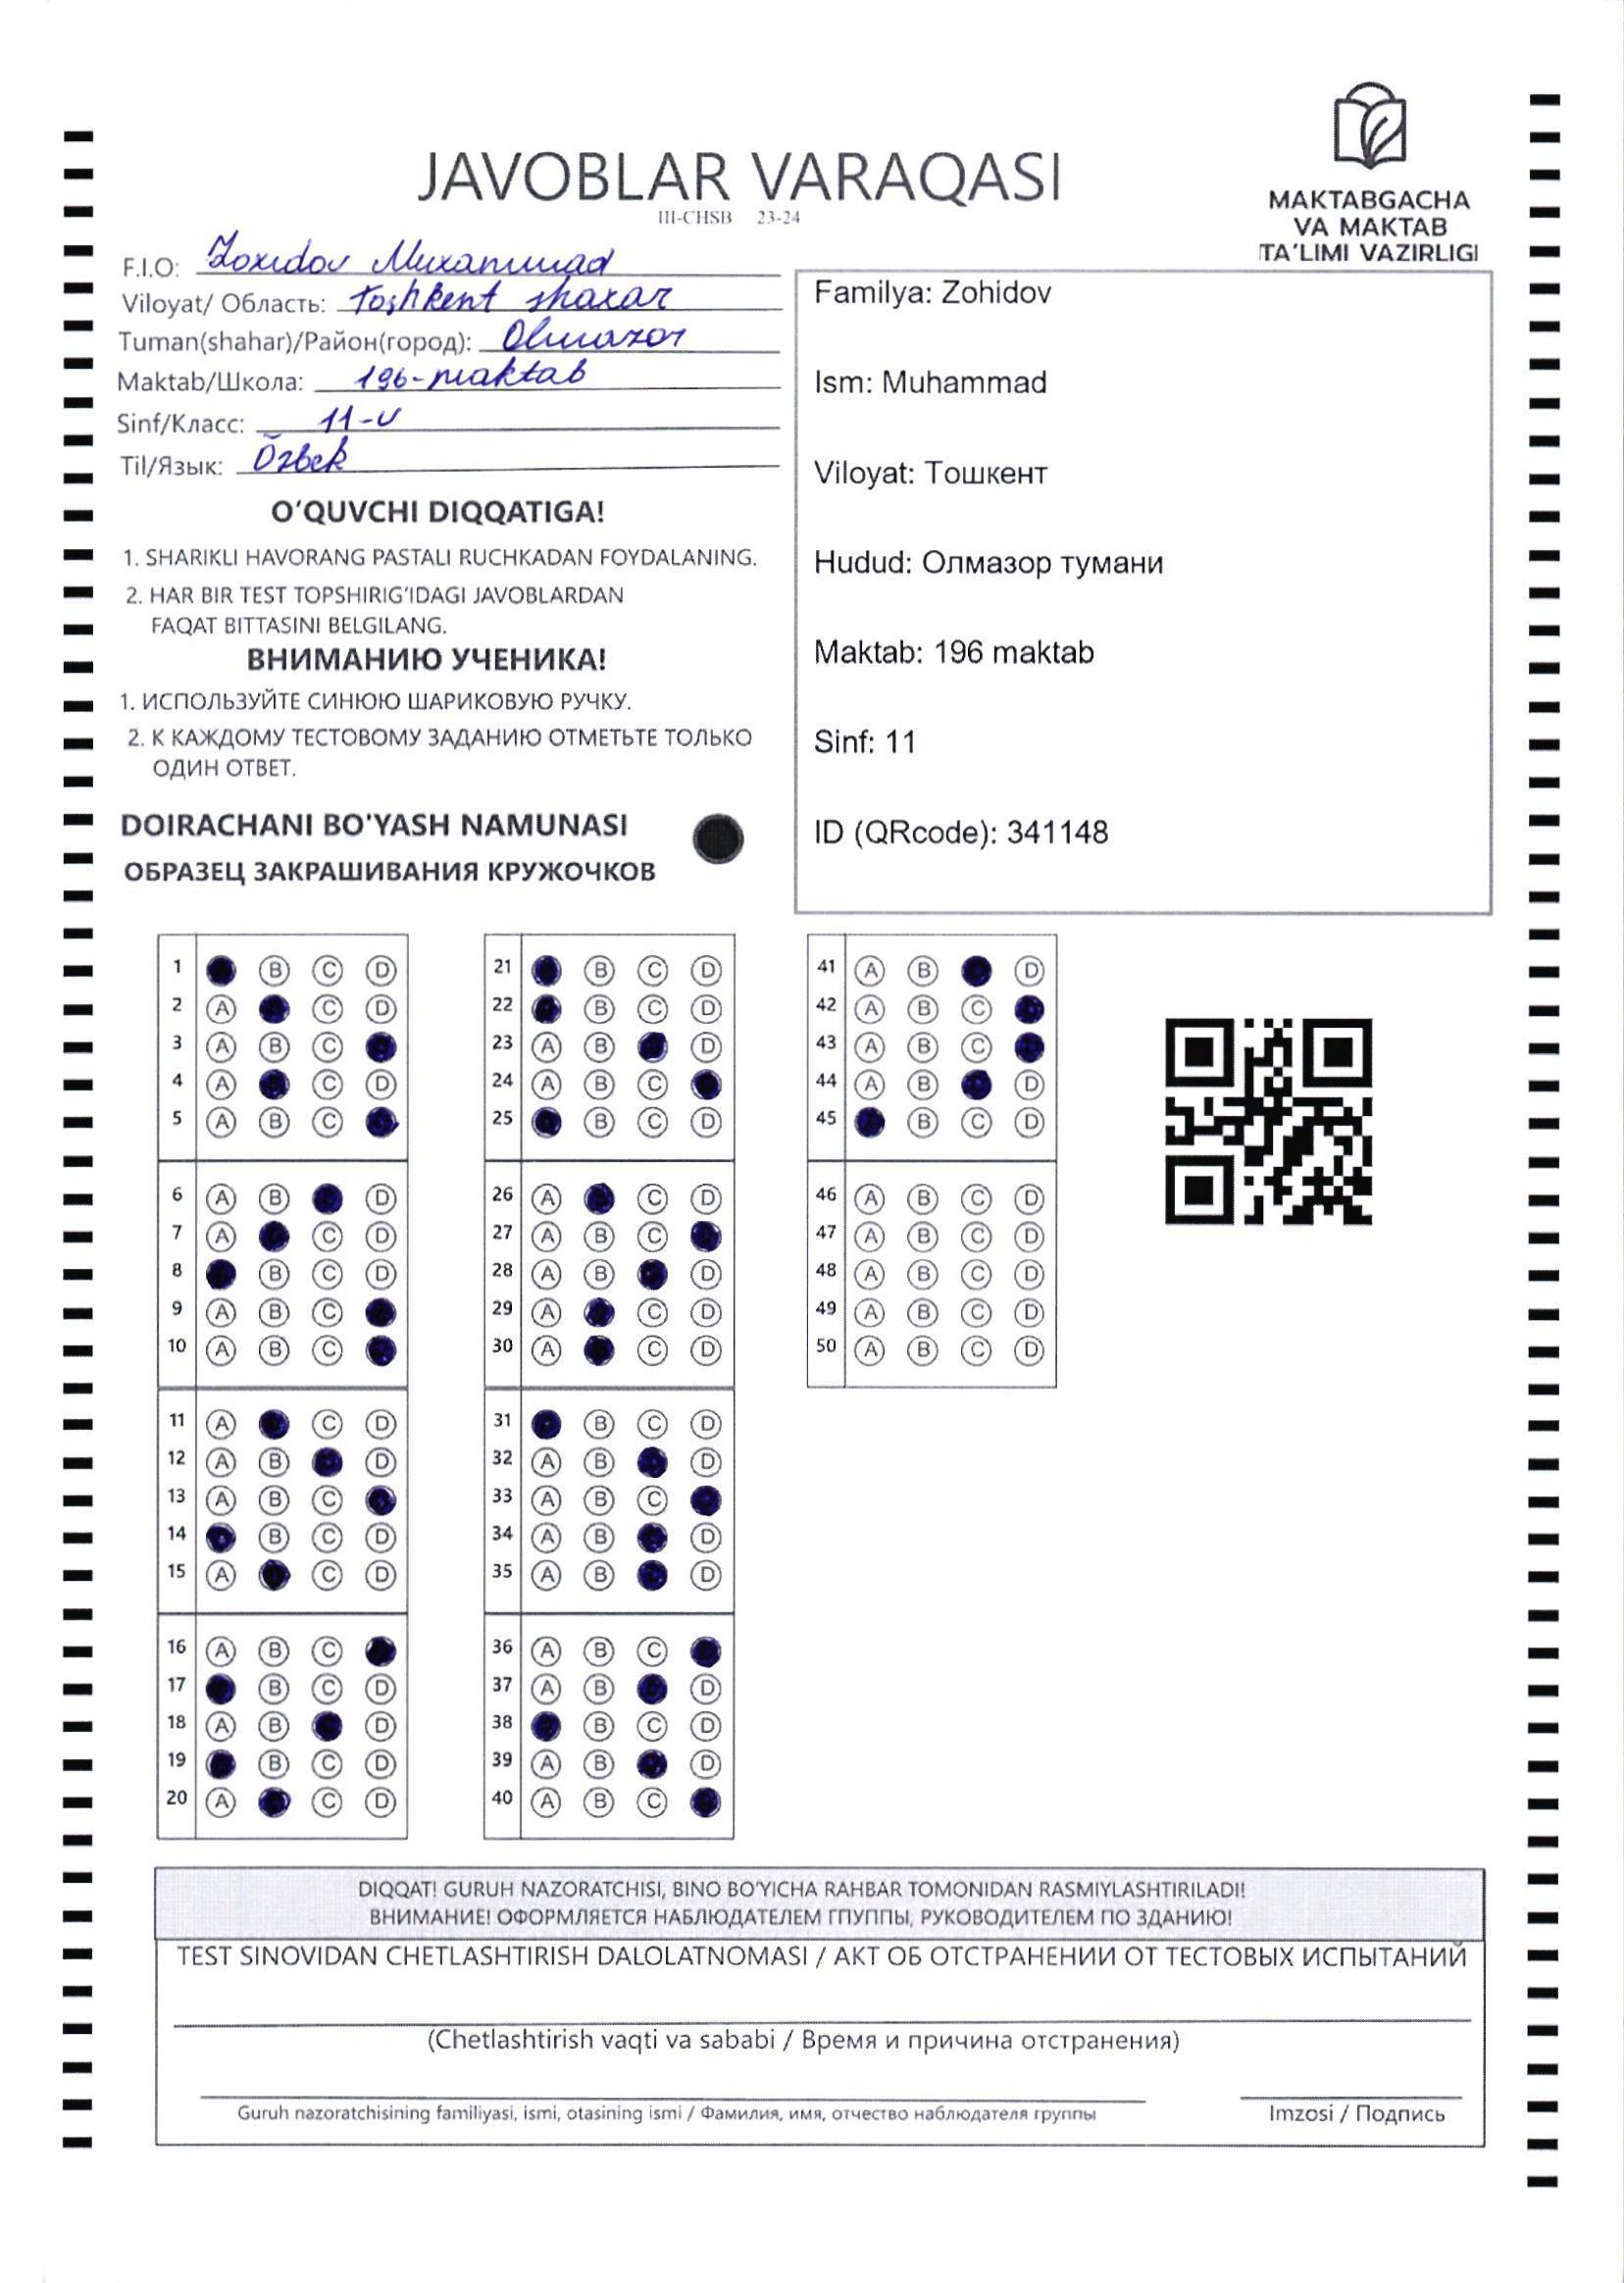 JAVOBLAR VARAQASI
III-CHSB 23-24
MAKTABGACHA
VA MAKTAB
TA'LIMI VAZIRLIGI
F.I.O: Zoxidov Muxammad
Viloyat/ Область: Toshkent shaxar
Tuman(shahar)/Район(город): Olmazor
Maktab/Школа: 196-maktab
Sinf/Класс: 11-V
Til/Язык: Õzbek
O'QUVCHI DIQQATIGA!
1. SHARIKLI HAVORANG PASTALI RUCHKADAN FOYDALANING.
2. HAR BIR TEST TOPSHIRIG'IDAGI JAVOBLARDAN
FAQAT BITTASINI BELGILANG.
ВНИМАНИЮ УЧЕНИКА!
1. ИСПОЛЬЗУЙТЕ СИНЮЮ ШАРИКОВУЮ РУЧКУ.
2. К КАЖДОМУ ТЕСТОВОМУ ЗАДАНИЮ ОТМЕТЬТЕ ТОЛЬКО
ОДИН ОТВЕТ.
DOIRACHANI BO'YASH NAMUNASI
ОБРАЗЕЦ ЗАКРАШИВАНИЯ КРУЖОЧКОВ
Familya: Zohidov
Ism: Muhammad
Viloyat: Тошкент
Hudud: Олмазор тумани
Maktab: 196 maktab
Sinf: 11
ID (QRcode): 341148
1 B C D
2 A C D
3 A B C
4 A C D
5 A B C
6 A B D
7 A C D
8 B C D
9 A B C
10 A B C
11 A C D
12 A B D
13 A B C
14 B C D
15 A C D
16 A B C
17 B C D
18 A B D
19 B C D
20 A C D
21 B C D
22 B C D
23 A B D
24 A B C
25 B C D
26 A C D
27 A B C
28 A B D
29 A C D
30 A C D
31 B C D
32 A B D
33 A B C
34 A B D
35 A B D
36 A B C
37 A B D
38 B C D
39 A B D
40 A B C
41 A B D
42 A B C
43 A B C
44 A B D
45 B C D
46 A B C D
47 A B C D
48 A B C D
49 A B C D
50 A B C D
DIQQAT! GURUH NAZORATCHISI, BINO BO'YICHA RAHBAR TOMONIDAN RASMIYLASHTIRILADI!
ВНИМАНИЕ! ОФОРМЛЯЕТСЯ НАБЛЮДАТЕЛЕМ ГПУППЫ, РУКОВОДИТЕЛЕМ ПО ЗДАНИЮ!
TEST SINOVIDAN CHETLASHTIRISH DALOLATNOMASI / АКТ ОБ ОТСТРАНЕНИИ ОТ ТЕСТОВЫХ ИСПЫТАНИЙ
(Chetlashtirish vaqti va sababi / Время и причина отстранения)
Guruh nazoratchisining familiyasi, ismi, otasining ismi / Фамилия, имя, отчество наблюдателя группы
Imzosi / Подпись